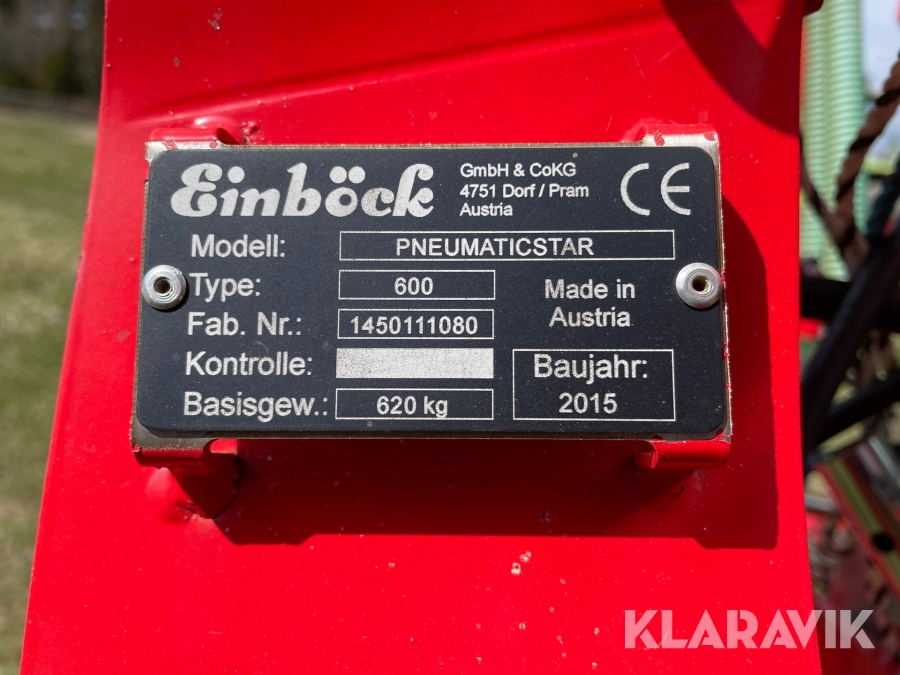 Einböck
GmbH & CoKG
4751 Dorf / Pram
Austria
CE
Modell: PNEUMATICSTAR
Type: 600
Fab. Nr.: 1450111080
Kontrolle:
Basisgew.: 620 kg
Made in
Austria
Baujahr:
2015
KLARAVIK